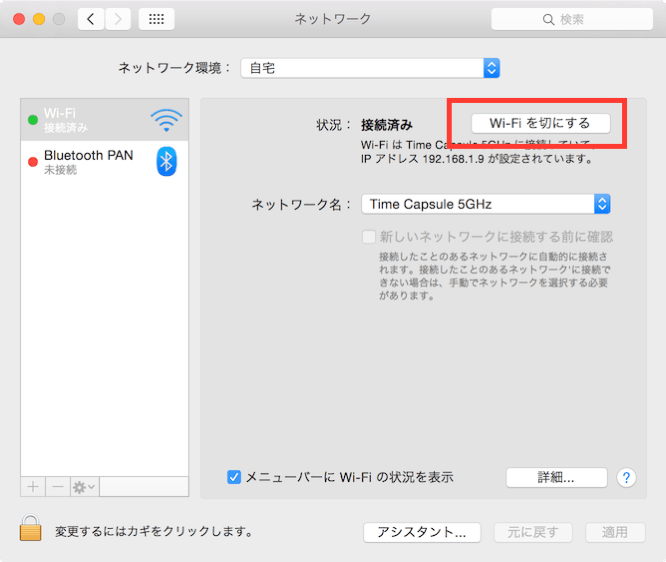 ネットワーク
検索
ネットワーク環境： 自宅
Wi-Fi
接続済み
Bluetooth PAN
未接続
状況： 接続済み
Wi-Fi を切にする
Wi-Fi は Time Capsule 5GHz に接続していて、
IP アドレス 192.168.1.9 が設定されています。
ネットワーク名： Time Capsule 5GHz
新しいネットワークに接続する前に確認
接続したことのあるネットワークに自動的に接続さ
れます。接続したことのあるネットワークに接続で
きない場合は、手動でネットワークを選択する必要
があります。
メニューバーに Wi-Fi の状況を表示
詳細...
?
変更するにはカギをクリックします。
アシスタント...
元に戻す
適用